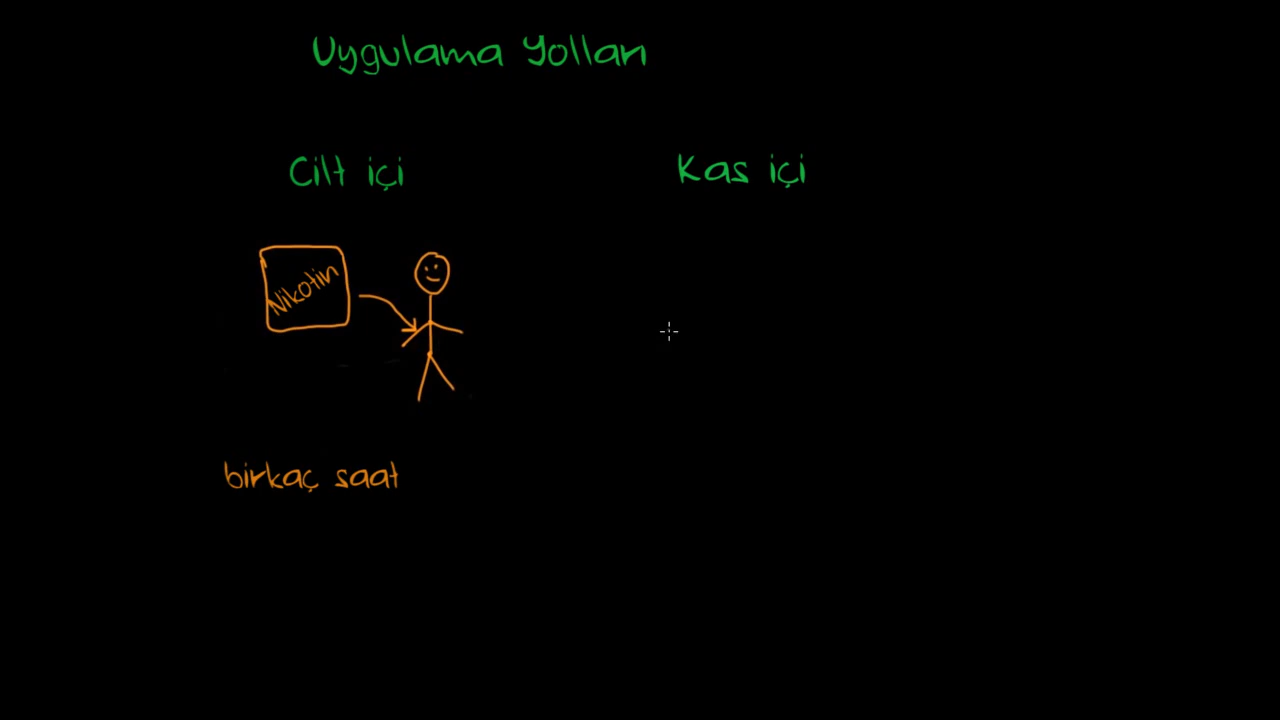 Uygulama Yolları
Cilt içi
Kas içi
Nikotin
birkaç saat